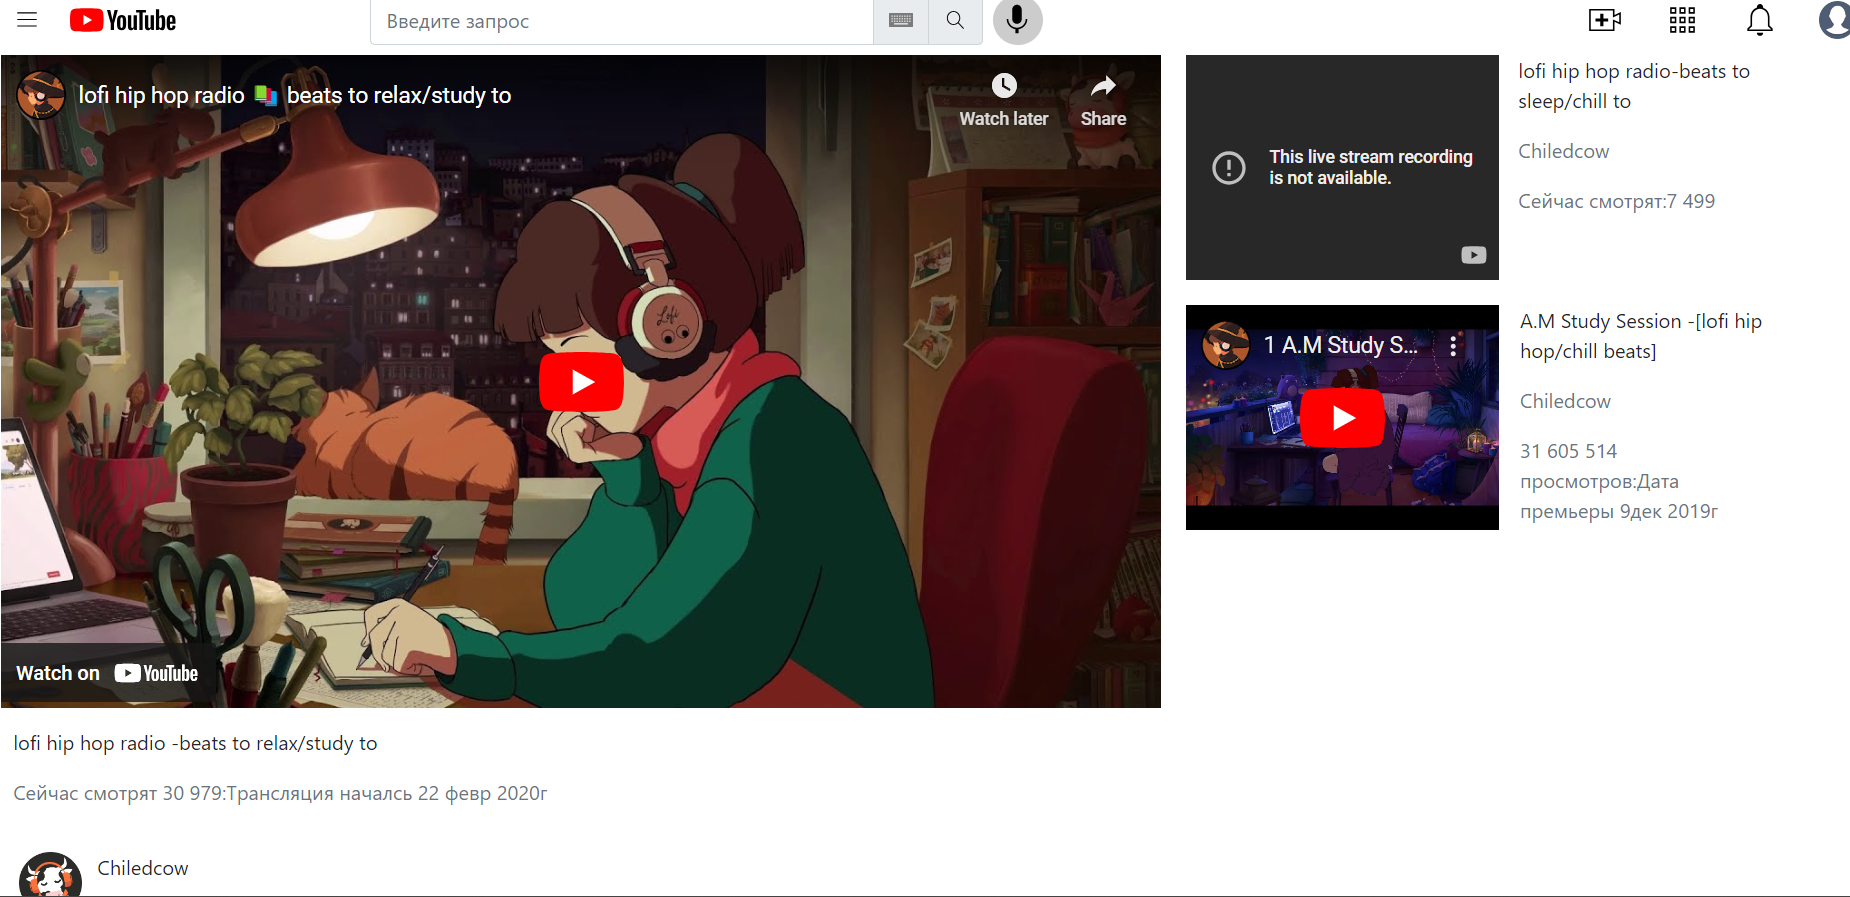 YouTube
Введите запрос
lofi hip hop radio 📚 beats to relax/study to
Watch later
Share
Lofi
Watch on YouTube
lofi hip hop radio -beats to relax/study to
Сейчас смотрят 30 979:Трансляция началсь 22 февр 2020г
Chiledcow
This live stream recording
is not available.
lofi hip hop radio-beats to
sleep/chill to
Chiledcow
Сейчас смотрят:7 499
1 A.M Study S...
A.M Study Session -[lofi hip
hop/chill beats]
Chiledcow
31 605 514
просмотров:Дата
премьеры 9дек 2019г